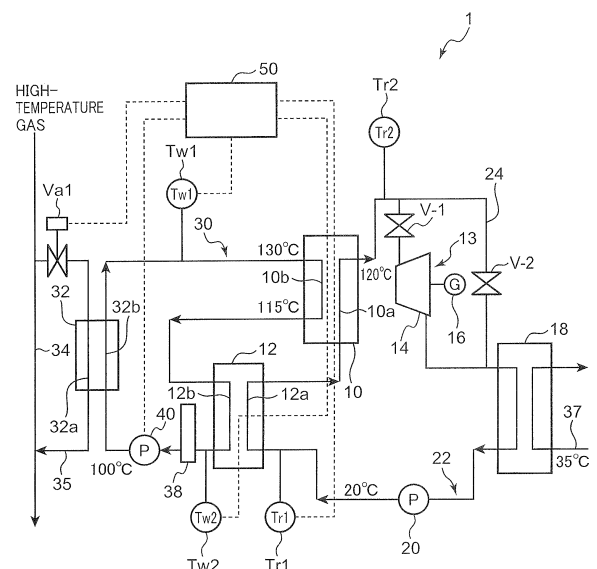 1
50
HIGH-
TEMPERATURE
GAS
Tr2
Tr2
Tw1
Tw1
Va1
24
V-1
30
13
130℃
10b
120℃
V-2
G
32
32b
115℃
10a
16
14
18
12
10
34
12b
12a
32a
40
P
37
35
100℃
38
20℃
22
35℃
P
20
Tw2
Tr1
Tw2
Tr1